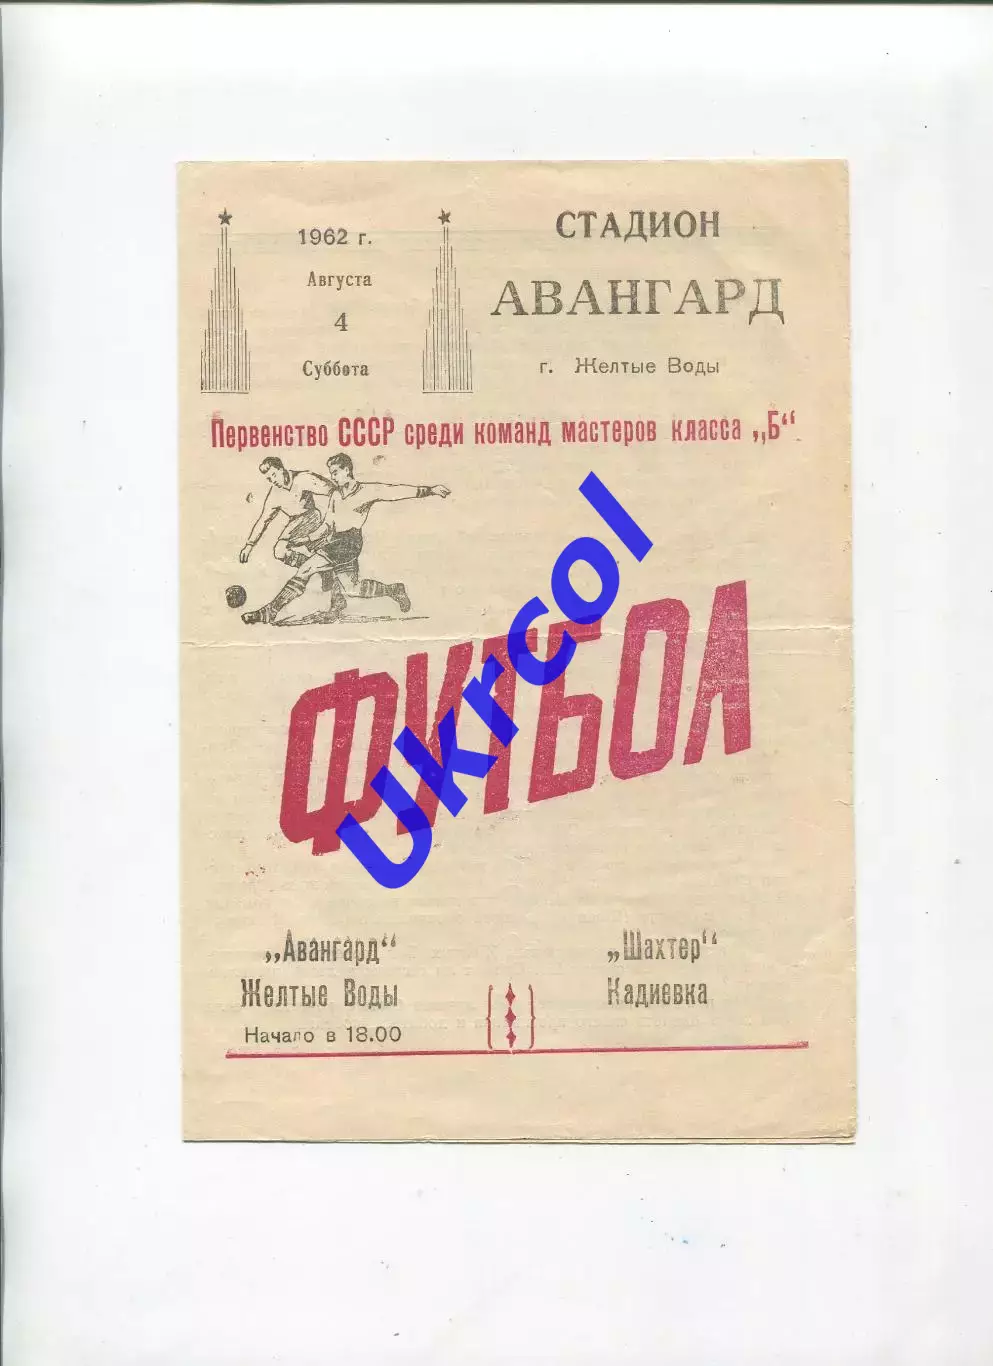 1962 г.
Августа
4
Суббота
СТАДИОН
АВАНГАРД
г. Желтые Воды
Первенство СССР среди команд мастеров класса „Б“
ФУТБОЛ
Ukrcol
„Авангард“
Желтые Воды
Начало в 18.00
„Шахтер“
Кадиевка